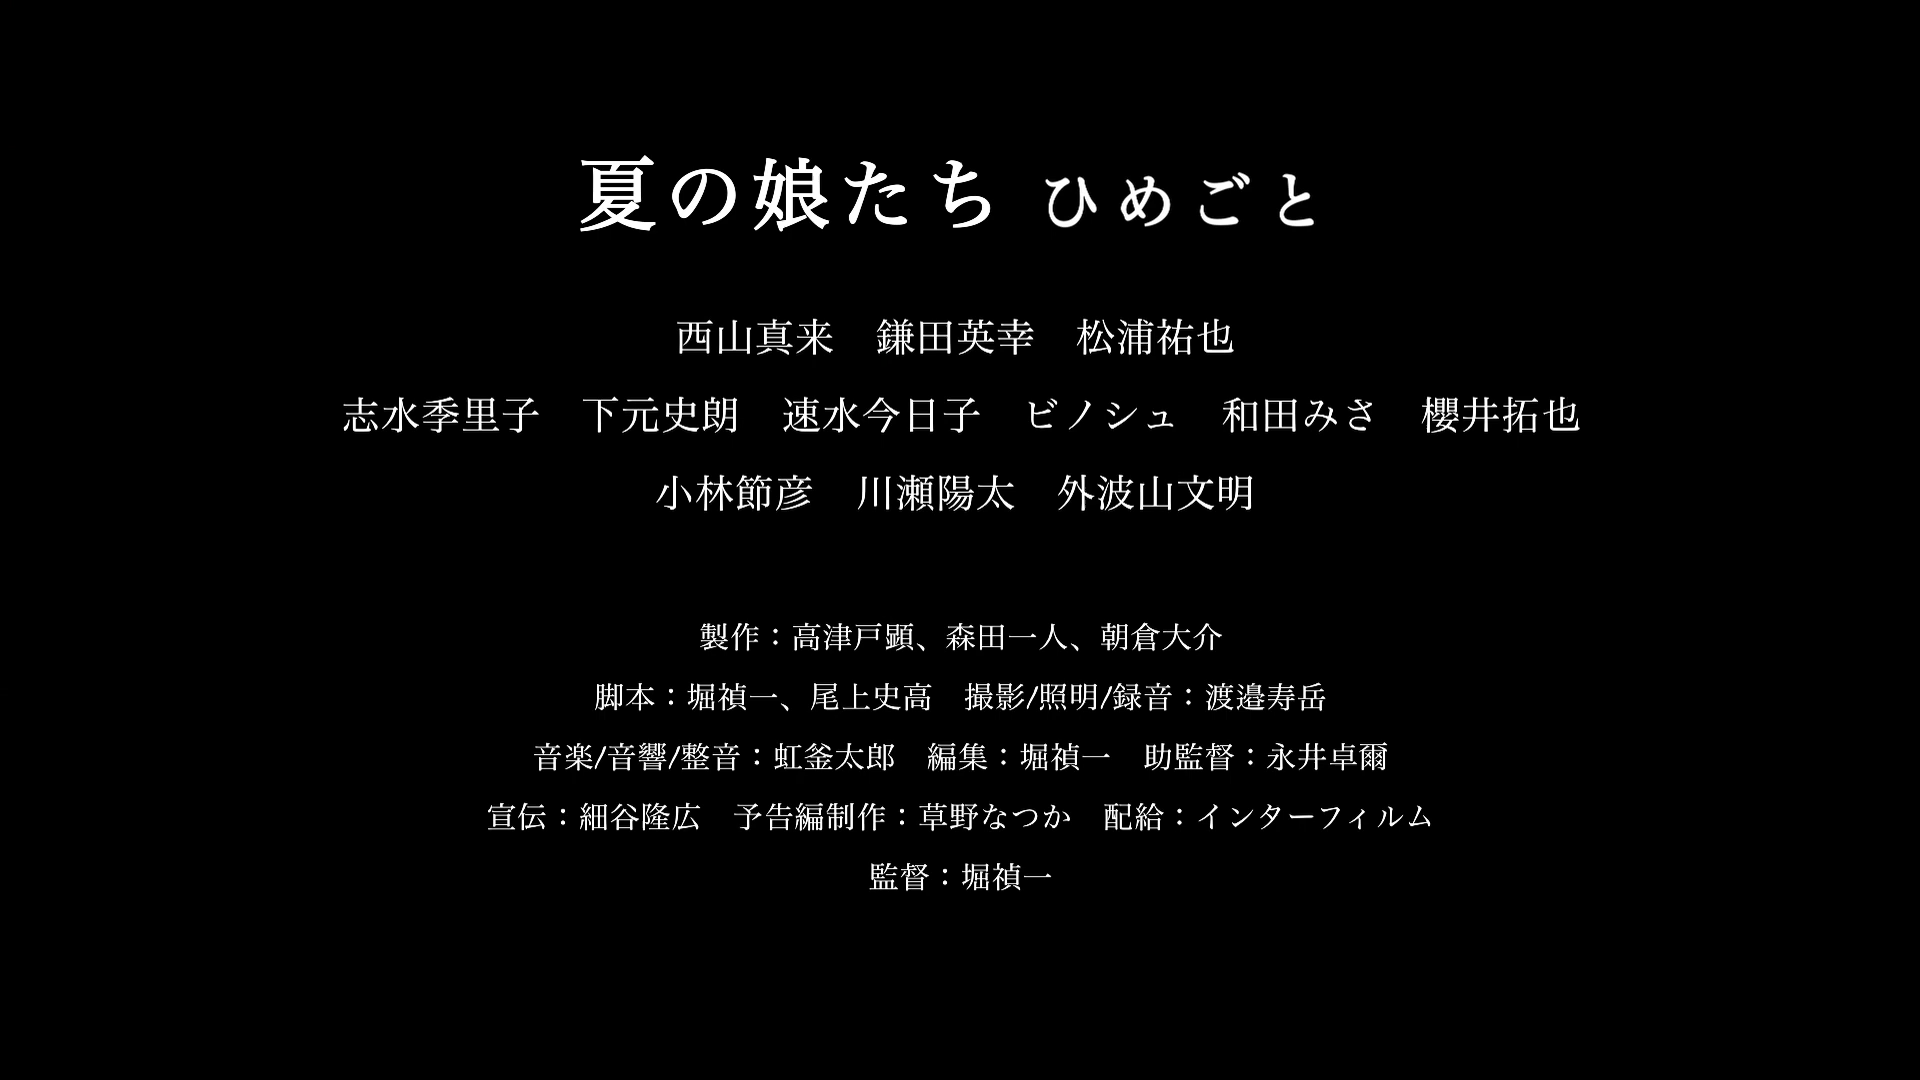 夏の娘たち ひめごと
西山真来　鎌田英幸　松浦祐也
志水季里子　下元史朗　速水今日子　ビノシュ　和田みさ　櫻井拓也
小林節彦　川瀬陽太　外波山文明
製作：高津戸顕、森田一人、朝倉大介
脚本：堀禎一、尾上史高　撮影/照明/録音：渡邉寿岳
音楽/音響/整音：虹釜太郎　編集：堀禎一　助監督：永井卓爾
宣伝：細谷隆広　予告編制作：草野なつか　配給：インターフィルム
監督：堀禎一